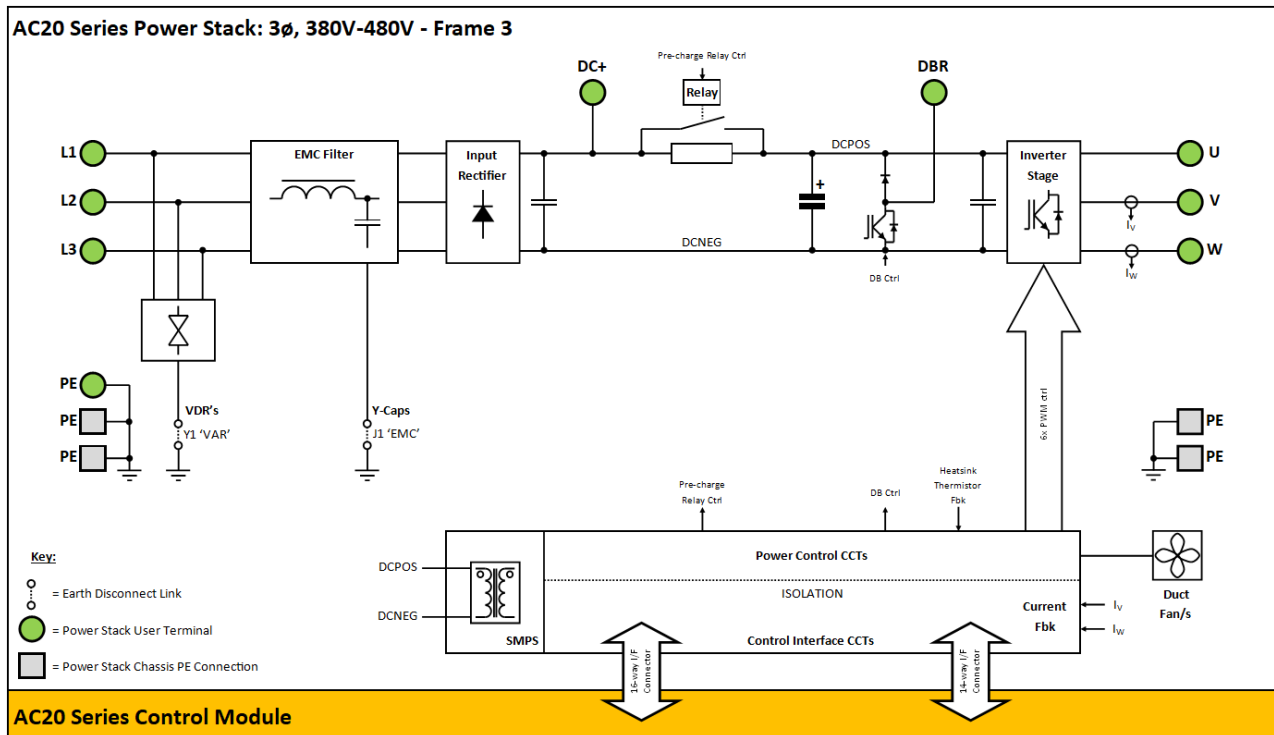 AC20 Series Power Stack: 3ø, 380V-480V - Frame 3
Pre-charge Relay Ctrl
DC+
DBR
Relay
L1
EMC Filter
Input
Rectifier
DCPOS
Inverter
Stage
U
L2
+
V
IV
L3
DCNEG
W
IW
DB Ctrl
PE
VDR's
Y-Caps
PE
Y1 'VAR'
J1 'EMC'
PE
6x PWM ctrl
PE
PE
Pre-charge
Relay Ctrl
DB Ctrl
Heatsink
Thermistor
Fbk
Key:
= Earth Disconnect Link
= Power Stack User Terminal
= Power Stack Chassis PE Connection
DCPOS
DCNEG
SMPS
Power Control CCTs
ISOLATION
Control Interface CCTs
Current
Fbk
IV
IW
Duct
Fan/s
16-way I/F
Connector
14-way I/F
Connector
AC20 Series Control Module